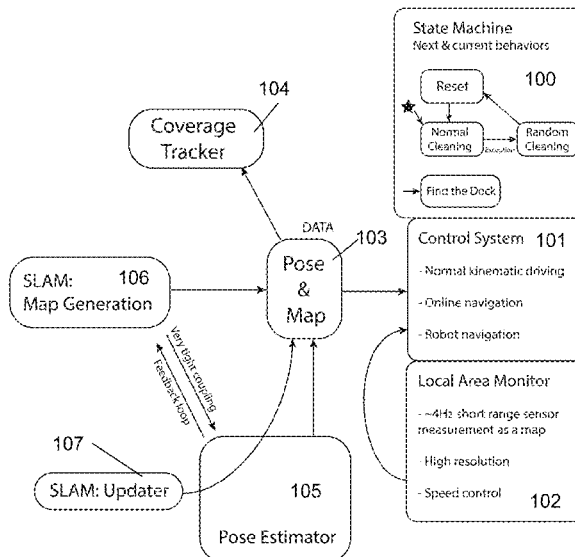 State Machine
Next & current behaviors
100
Reset
Normal
Cleaning
Exception
Random
Cleaning
Find the Dock
104
Coverage
Tracker
DATA
103
Pose
&
Map
Control System
101
- Normal kinematic driving
- Online navigation
- Robot navigation
SLAM:
106
Map Generation
Very tight coupling
Feedback loop
Local Area Monitor
- ~4Hz short range sensor
measurement as a map
- High resolution
- Speed control
102
107
SLAM: Updater
105
Pose Estimator